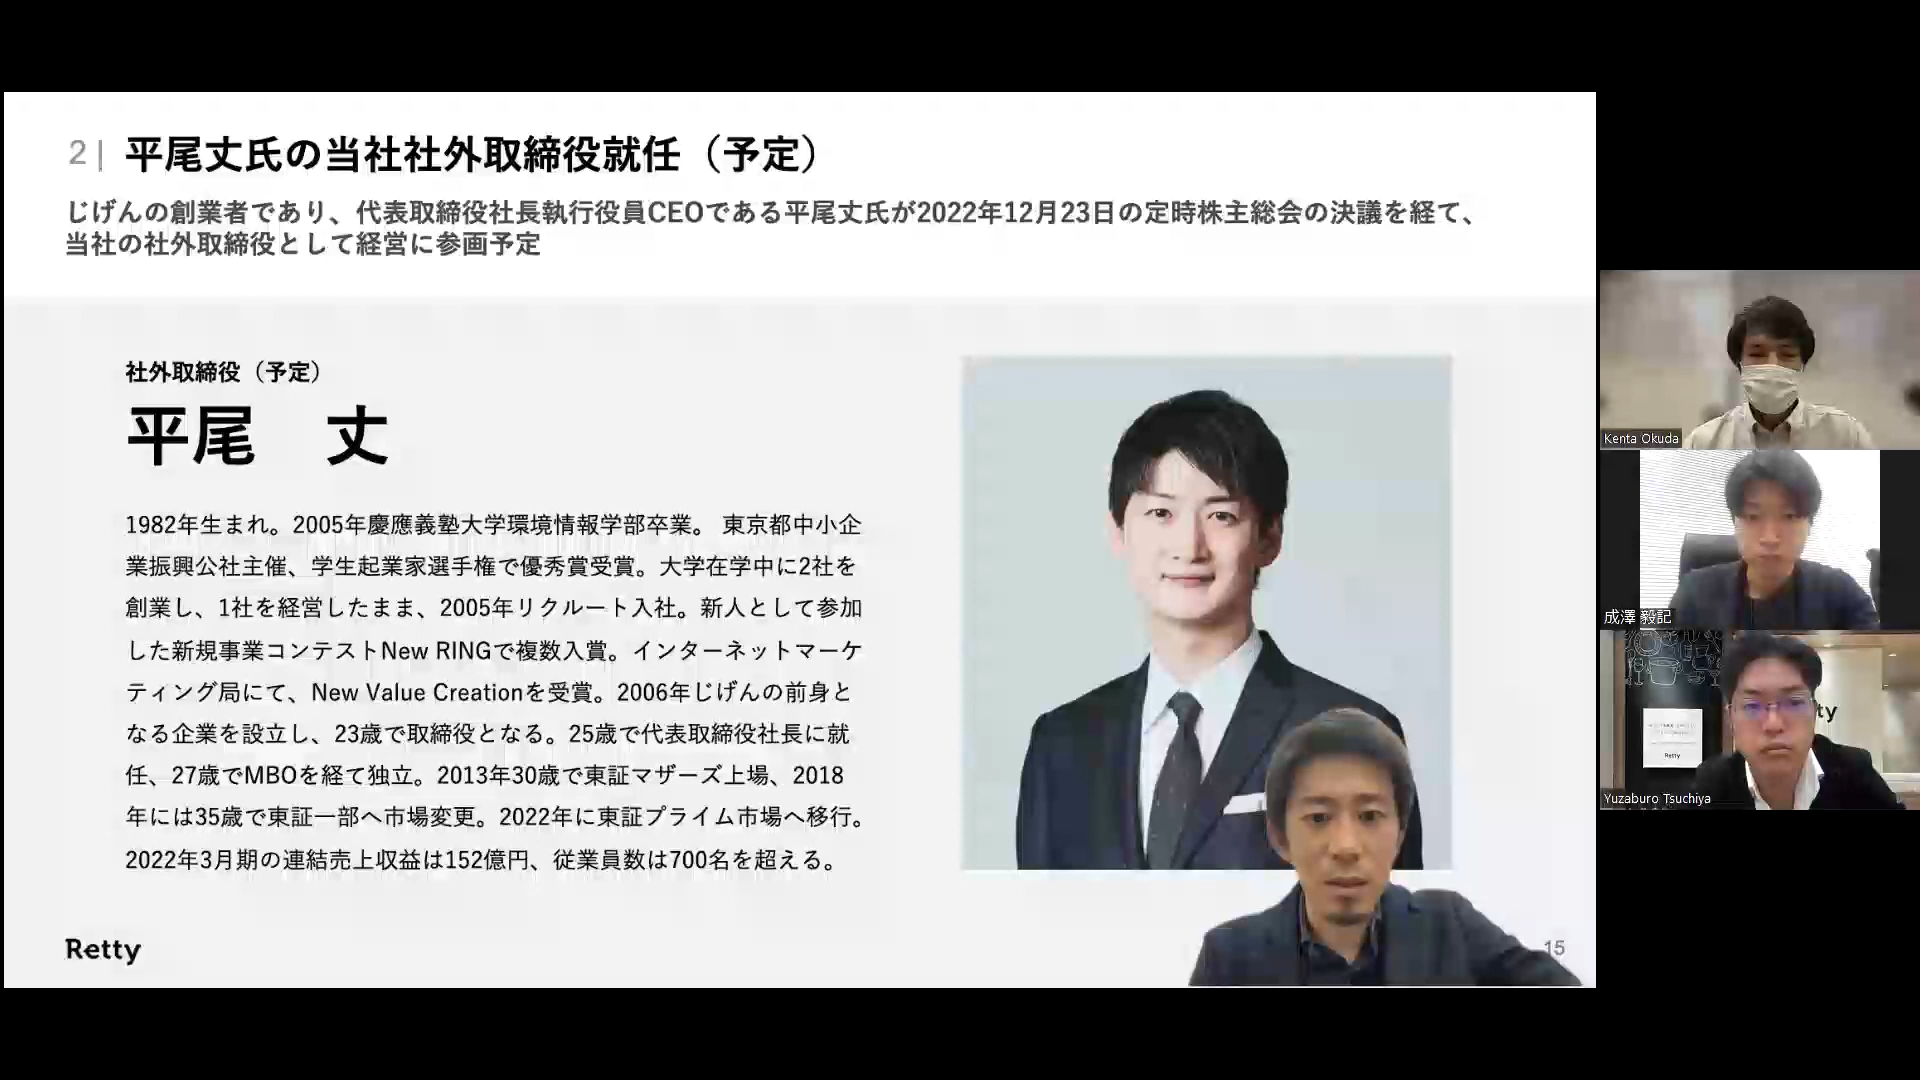 2| 平尾丈氏の当社社外取締役就任（予定）
じげんの創業者であり、代表取締役社長執行役員CEOである平尾丈氏が2022年12月23日の定時株主総会の決議を経て、
当社の社外取締役として経営に参画予定
社外取締役（予定）
平尾　丈
1982年生まれ。2005年慶應義塾大学環境情報学部卒業。 東京都中小企
業振興公社主催、学生起業家選手権で優秀賞受賞。大学在学中に2社を
創業し、1社を経営したまま、2005年リクルート入社。新人として参加
した新規事業コンテストNew RINGで複数入賞。インターネットマーケ
ティング局にて、New Value Creationを受賞。2006年じげんの前身と
なる企業を設立し、23歳で取締役となる。25歳で代表取締役社長に就
任、27歳でMBOを経て独立。2013年30歳で東証マザーズ上場、2018
年には35歳で東証一部へ市場変更。2022年に東証プライム市場へ移行。
2022年3月期の連結売上収益は152億円、従業員数は700名を超える。
Retty
15
Kenta Okuda
成澤 毅記
ty
Retty
Yuzaburo Tsuchiya